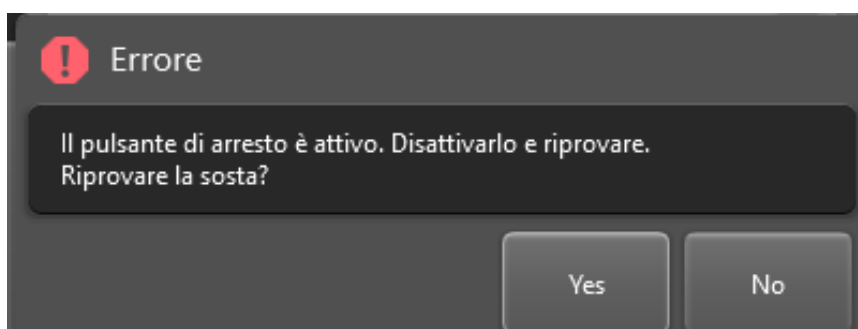 Errore
Il pulsante di arresto è attivo. Disattivarlo e riprovare.
Riprovare la sosta?
Yes
No